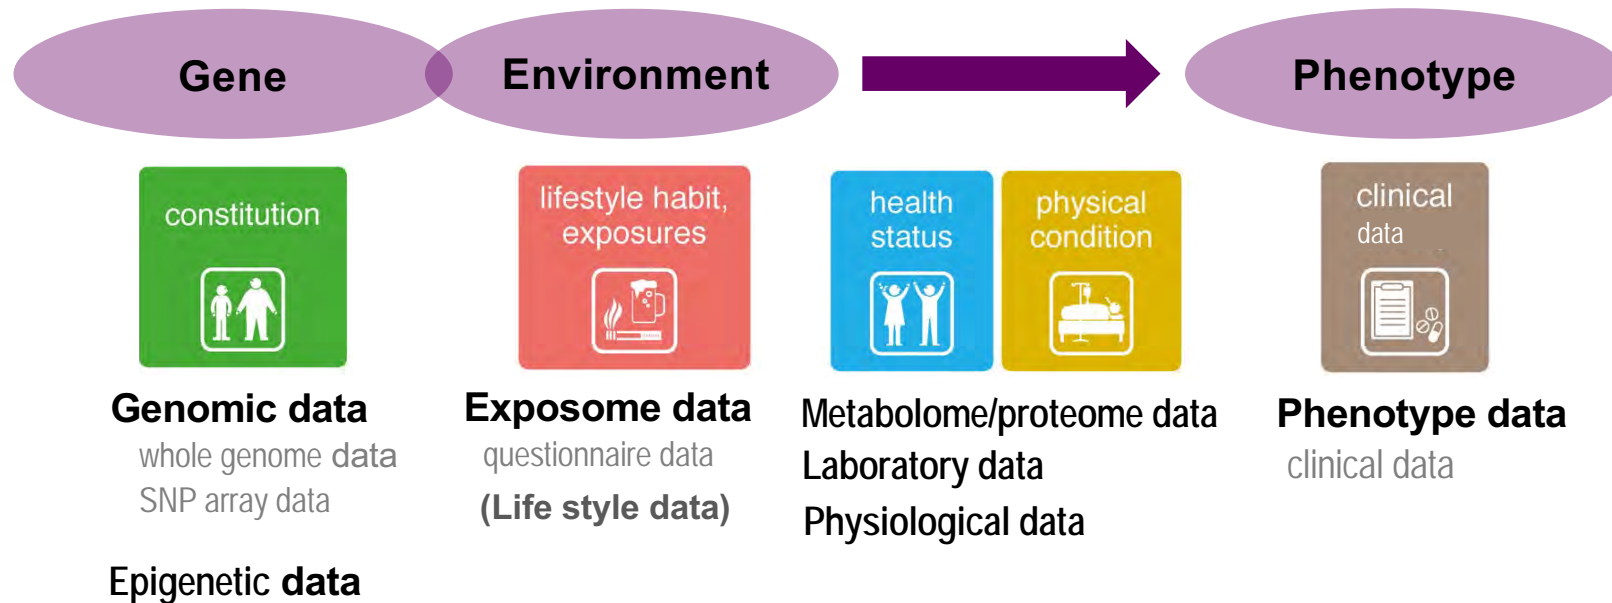 Gene
Environment
Phenotype
constitution
lifestyle habit,
exposures
health
status
physical
condition
clinical
data
Genomic data
whole genome data
SNP array data
Epigenetic data
Exposome data
questionnaire data
(Life style data)
Metabolome/proteome data
Laboratory data
Physiological data
Phenotype data
clinical data